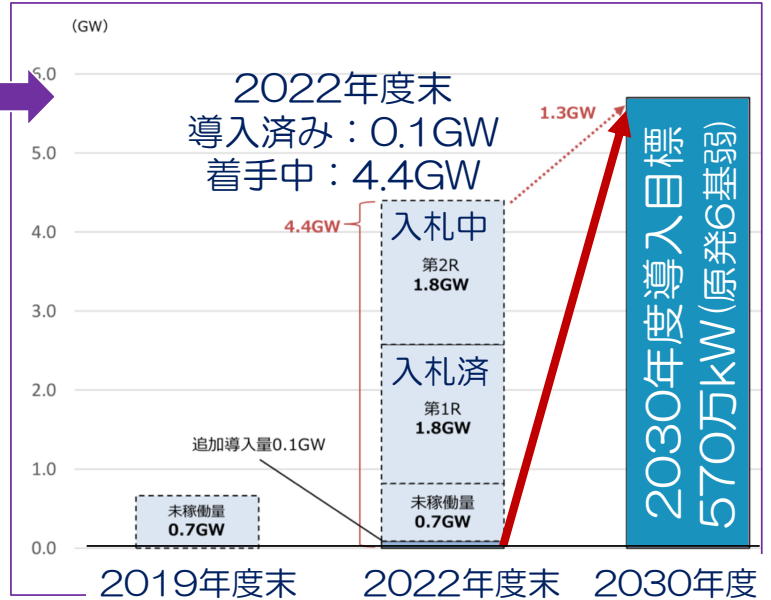 （GW）
6.0
5.0
4.0
3.0
2.0
1.0
0.0
2022年度末
導入済み：0.1GW
着手中：4.4GW
1.3GW
4.4GW
入札中
第2R
1.8GW
入札済
第1R
1.8GW
追加導入量0.1GW
未稼働量
0.7GW
未稼働量
0.7GW
2030年度導入目標
570万kW(原発6基弱)
2019年度末
2022年度末
2030年度